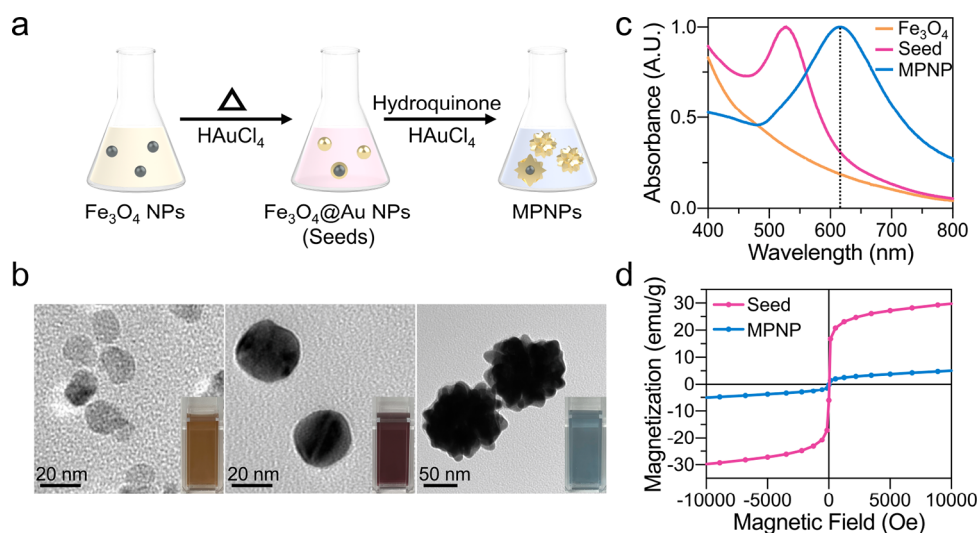 a
HAuCl₄
Hydroquinone
HAuCl₄
Fe₃O₄ NPs
Fe₃O₄@Au NPs
(Seeds)
MPNPs
b
20 nm
20 nm
50 nm
c
Absorbance (A.U.)
1.0
0.5
0.0
Fe₃O₄
Seed
MPNP
400
500
600
700
800
Wavelength (nm)
d
Magnetization (emu/g)
30
20
10
0
-10
-20
-30
Seed
MPNP
-10000
-5000
0
5000
10000
Magnetic Field (Oe)